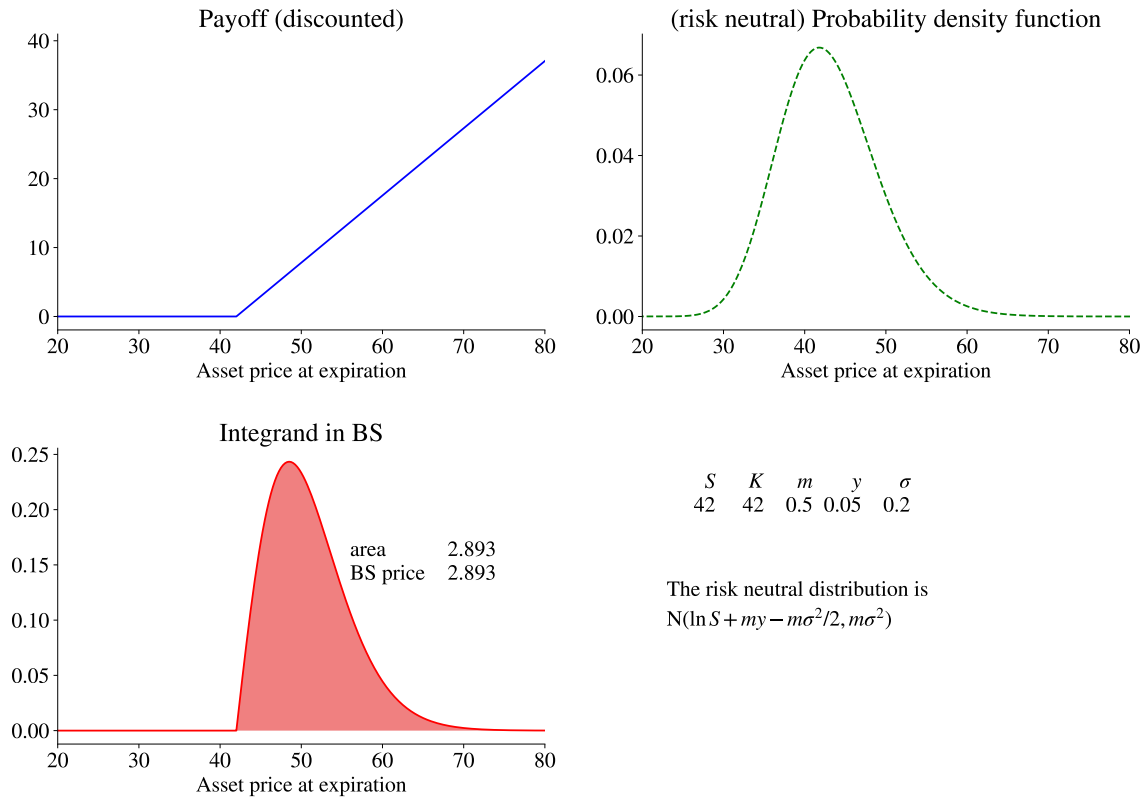 Payoff (discounted)
40
30
20
10
0
20 30 40 50 60 70 80
Asset price at expiration
(risk neutral) Probability density function
0.06
0.04
0.02
0.00
20 30 40 50 60 70 80
Asset price at expiration
Integrand in BS
0.25
0.20
0.15
0.10
0.05
0.00
area 2.893
BS price 2.893
20 30 40 50 60 70 80
Asset price at expiration
S K m y σ
42 42 0.5 0.05 0.2
The risk neutral distribution is
N(ln S + my − mσ²/2, mσ²)